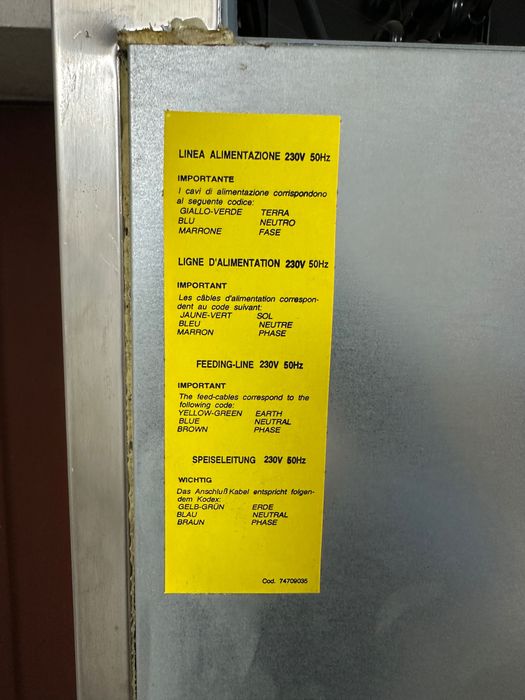 LINEA ALIMENTAZIONE 230V 50Hz
IMPORTANTE
I cavi di alimentazione corrispondono
al seguente codice:
GIALLO-VERDE TERRA
BLU NEUTRO
MARRONE FASE
LIGNE D'ALIMENTATION 230V 50Hz
IMPORTANT
Les câbles d'alimentation correspon-
dent au code suivant:
JAUNE-VERT SOL
BLEU NEUTRE
MARRON PHASE
FEEDING-LINE 230V 50Hz
IMPORTANT
The feed-cables correspond to the
following code:
YELLOW-GREEN EARTH
BLUE NEUTRAL
BROWN PHASE
SPEISELEITUNG 230V 50Hz
WICHTIG
Das Anschluß Kabel entspricht folgen-
dem Kodex:
GELB-GRÜN ERDE
BLAU NEUTRAL
BRAUN PHASE
Cod. 74709035